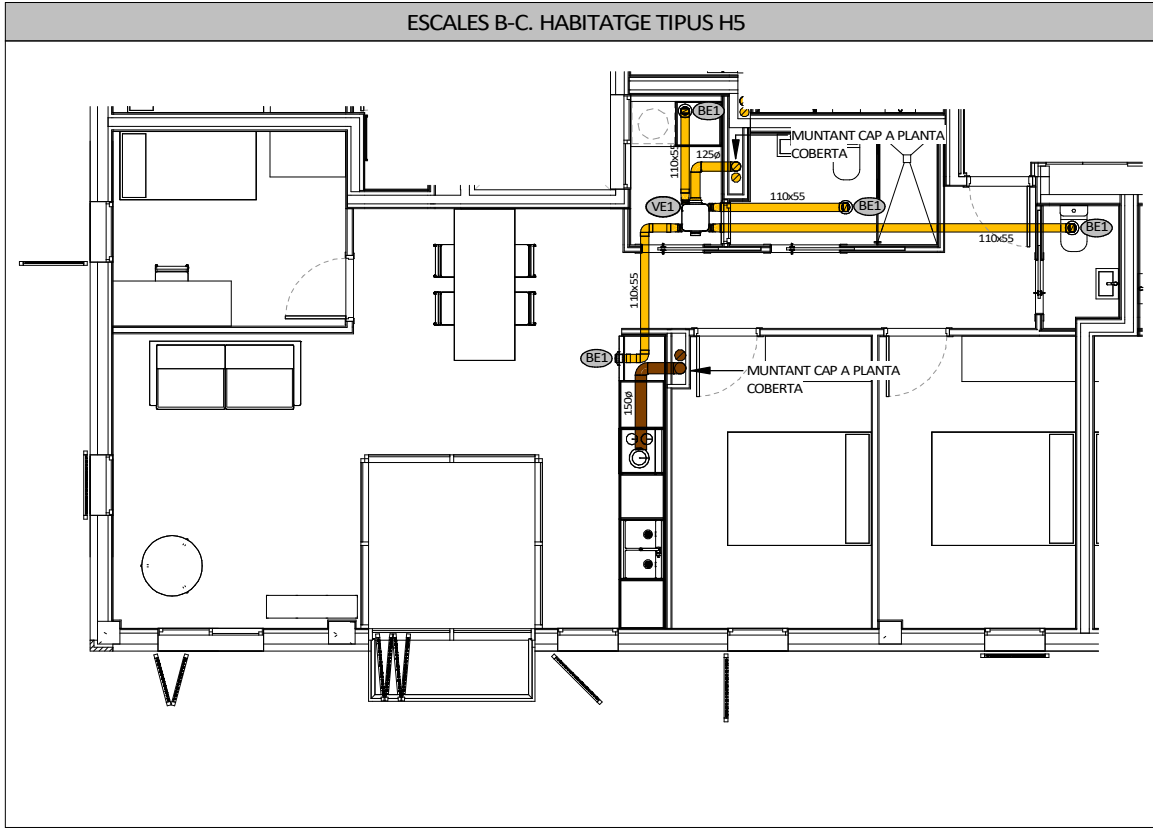 ESCALES B-C. HABITATGE TIPUS H5
BE1
MUNTANT CAP A PLANTA
COBERTA
125ø
110x55
VE1
110x55
BE1
110x55
BE1
110x55
BE1
MUNTANT CAP A PLANTA
COBERTA
150ø